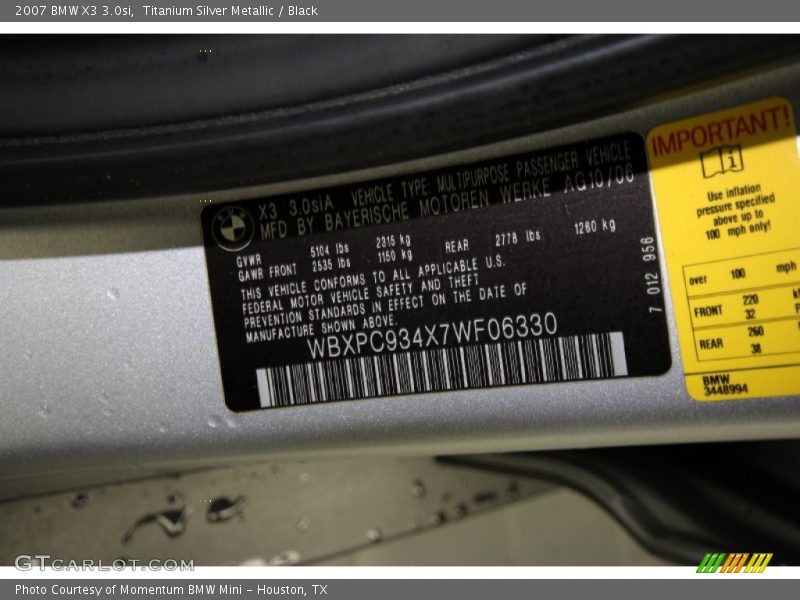 2007 BMW X3 3.0si, Titanium Silver Metallic / Black
X3 3.0siA VEHICLE TYPE: MULTIPURPOSE PASSENGER VEHICLE
MFD BY BAYERISCHE MOTOREN WERKE AG 10/06
GVWR 5104 lbs 2315 kg
GAWR FRONT 2535 lbs 1150 kg REAR 2778 lbs 1260 kg
THIS VEHICLE CONFORMS TO ALL APPLICABLE U.S.
FEDERAL MOTOR VEHICLE SAFETY AND THEFT
PREVENTION STANDARDS IN EFFECT ON THE DATE OF
MANUFACTURE SHOWN ABOVE.
WBXPC934X7WF06330
7 012 956
IMPORTANT!
Use inflation
pressure specified
above up to
100 mph only!
over 100 mph
FRONT 220
32
REAR 260
38
BMW
3448994
GTCARLOT.COM
Photo Courtesy of Momentum BMW Mini - Houston, TX